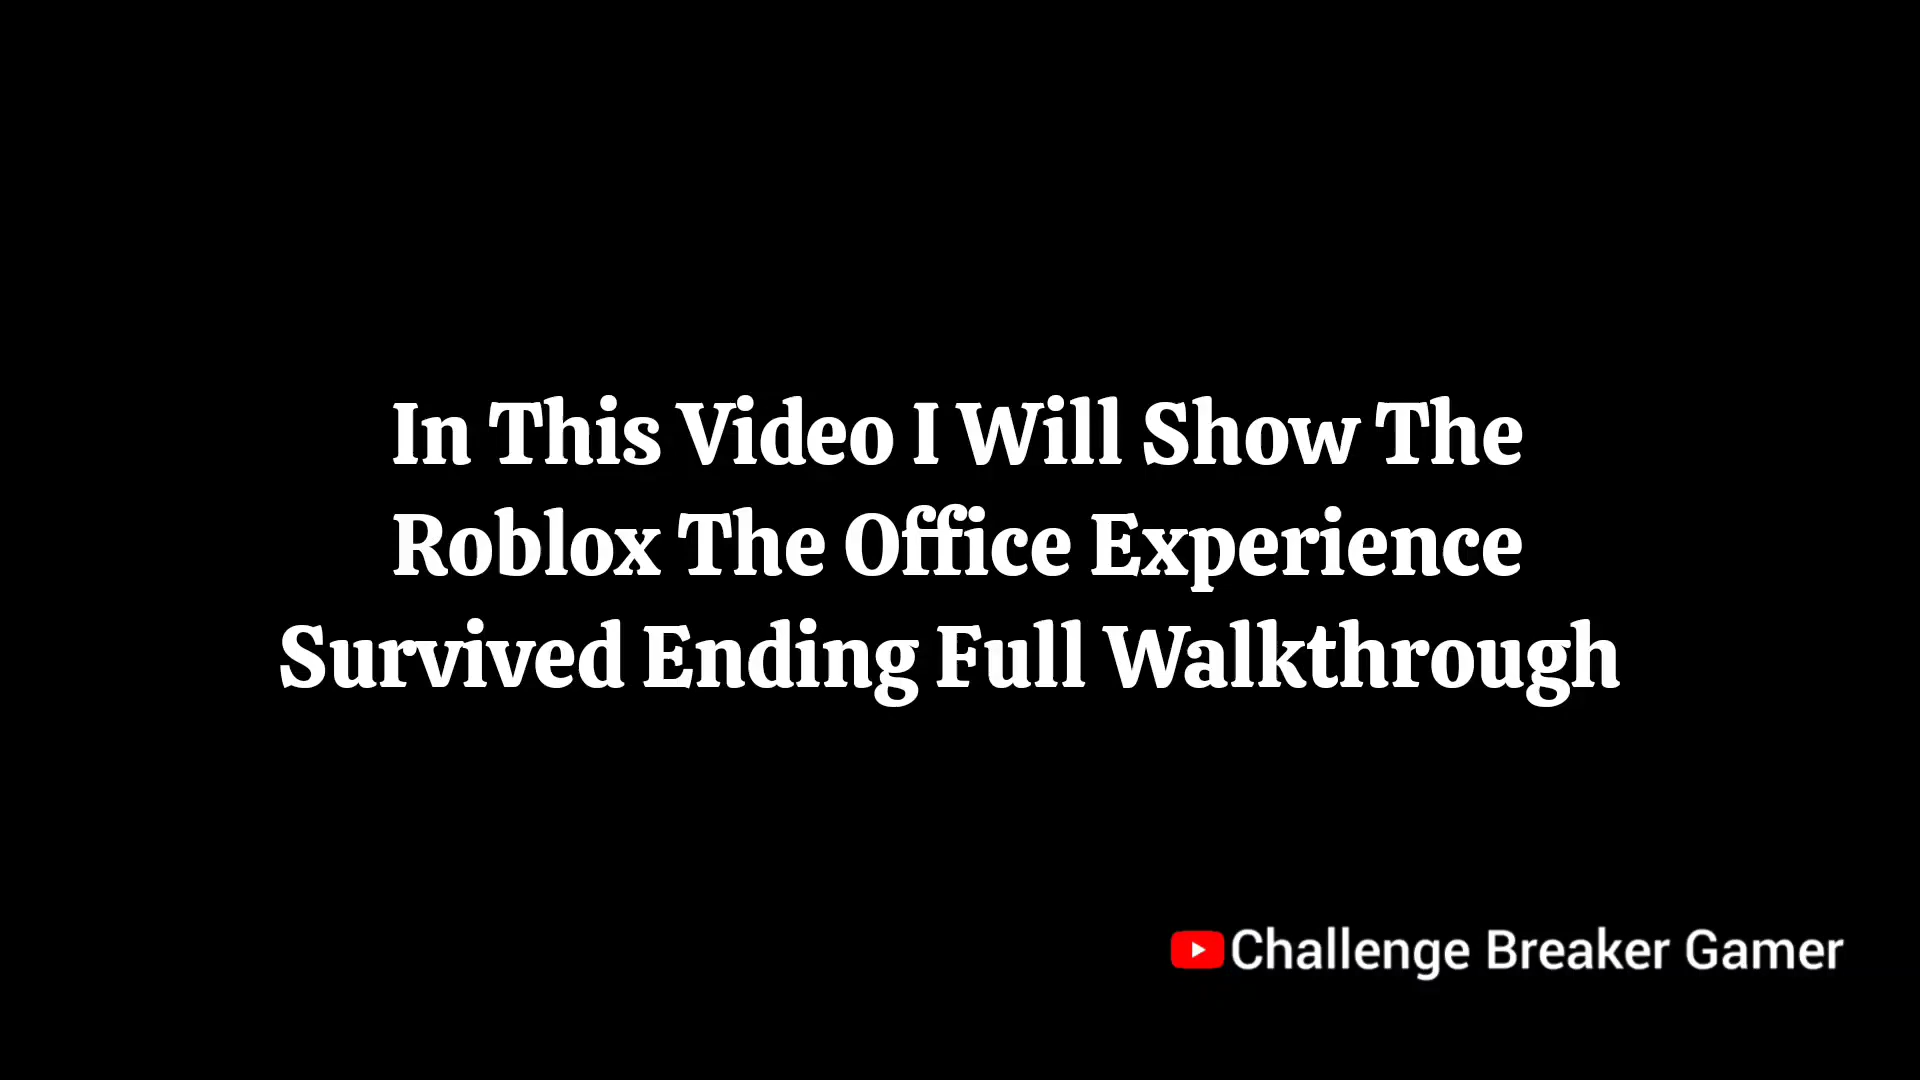 In This Video I Will Show The
Roblox The Office Experience
Survived Ending Full Walkthrough
Challenge Breaker Gamer